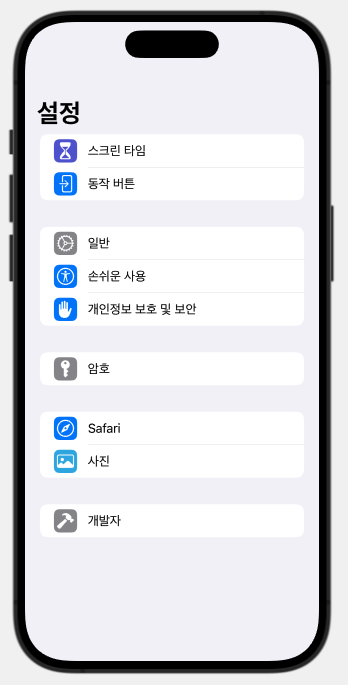 설정
스크린 타임
동작 버튼
일반
손쉬운 사용
개인정보 보호 및 보안
암호
Safari
사진
개발자